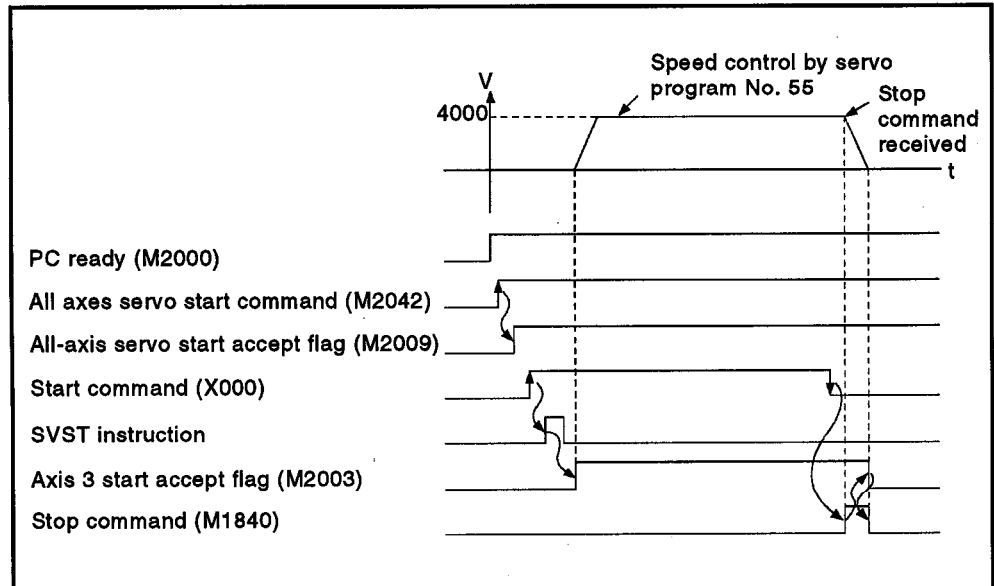 Speed control by servo
program No. 55
V
4000
Stop
command
received
t
PC ready (M2000)
All axes servo start command (M2042)
All-axis servo start accept flag (M2009)
Start command (X000)
SVST instruction
Axis 3 start accept flag (M2003)
Stop command (M1840)